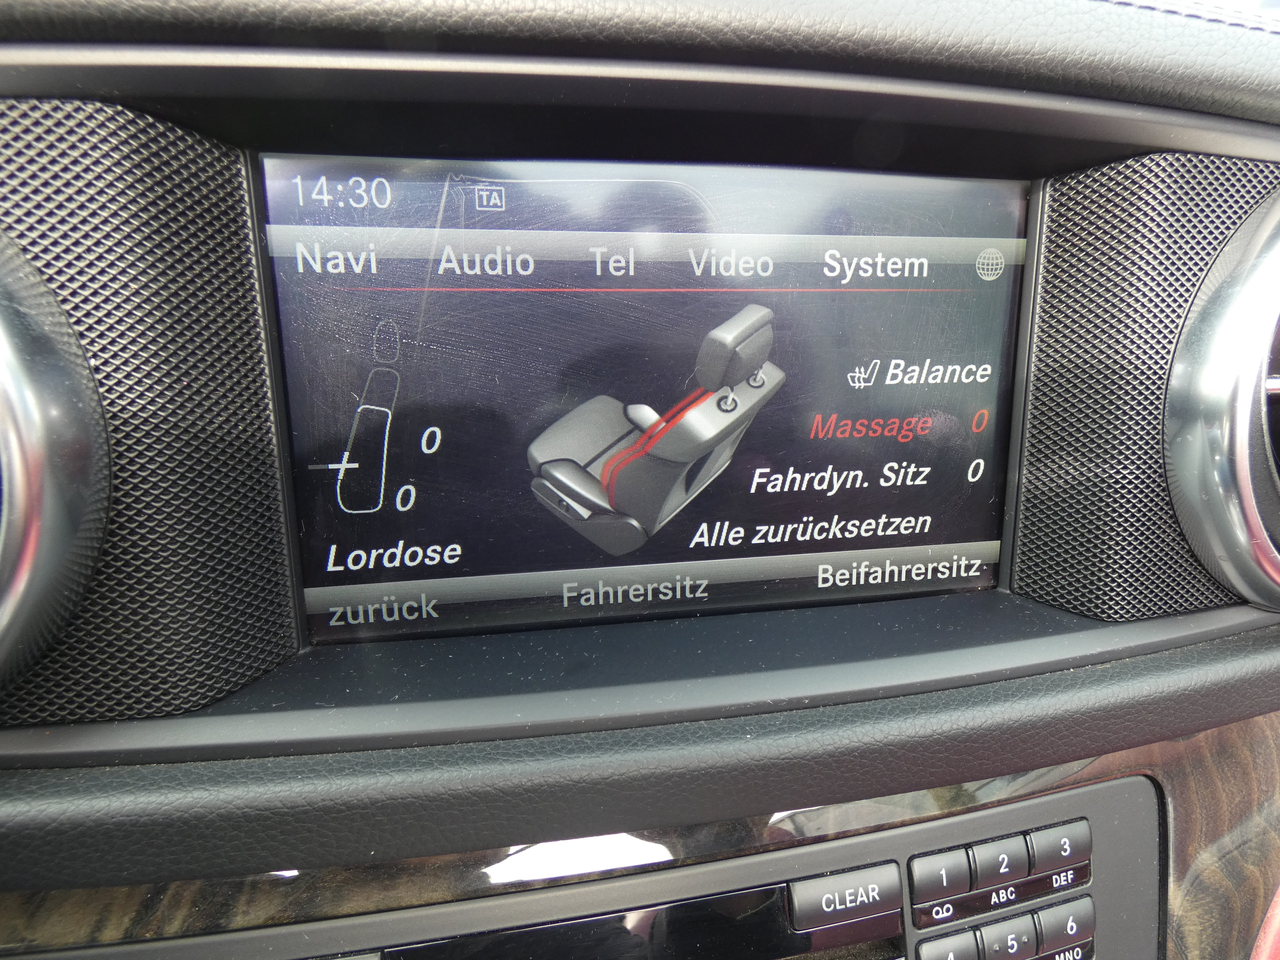 14:30 TA
Navi Audio Tel Video System
Balance
Massage 0
0
Fahrdyn. Sitz 0
0
Alle zurücksetzen
Lordose
zurück Fahrersitz Beifahrersitz
CLEAR 1 2 3
ABC DEF
4 5 6
MNO